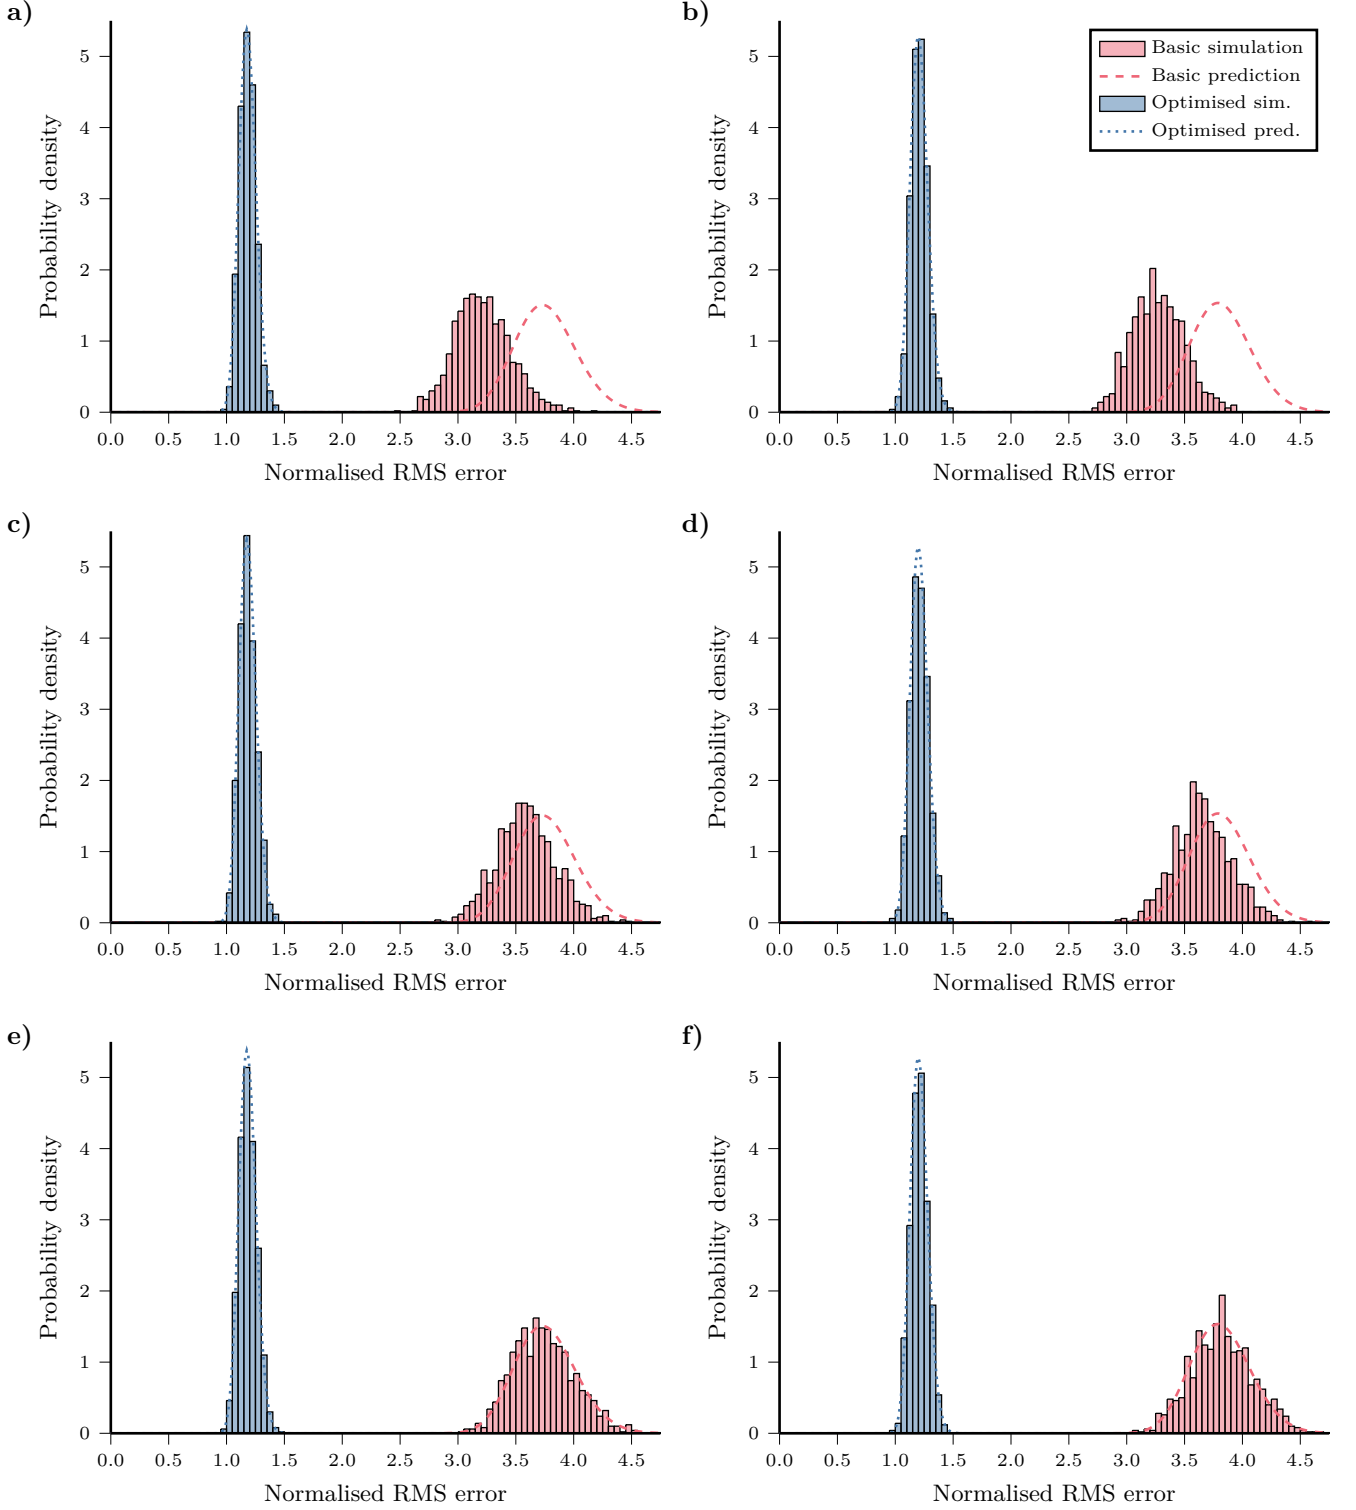 a)
5
4
3
2
1
0
Probability density
0.0 0.5 1.0 1.5 2.0 2.5 3.0 3.5 4.0 4.5
Normalised RMS error
b)
5
4
3
2
1
0
Probability density
0.0 0.5 1.0 1.5 2.0 2.5 3.0 3.5 4.0 4.5
Normalised RMS error
Basic simulation
Basic prediction
Optimised sim.
Optimised pred.
c)
5
4
3
2
1
0
Probability density
0.0 0.5 1.0 1.5 2.0 2.5 3.0 3.5 4.0 4.5
Normalised RMS error
d)
5
4
3
2
1
0
Probability density
0.0 0.5 1.0 1.5 2.0 2.5 3.0 3.5 4.0 4.5
Normalised RMS error
e)
5
4
3
2
1
0
Probability density
0.0 0.5 1.0 1.5 2.0 2.5 3.0 3.5 4.0 4.5
Normalised RMS error
f)
5
4
3
2
1
0
Probability density
0.0 0.5 1.0 1.5 2.0 2.5 3.0 3.5 4.0 4.5
Normalised RMS error